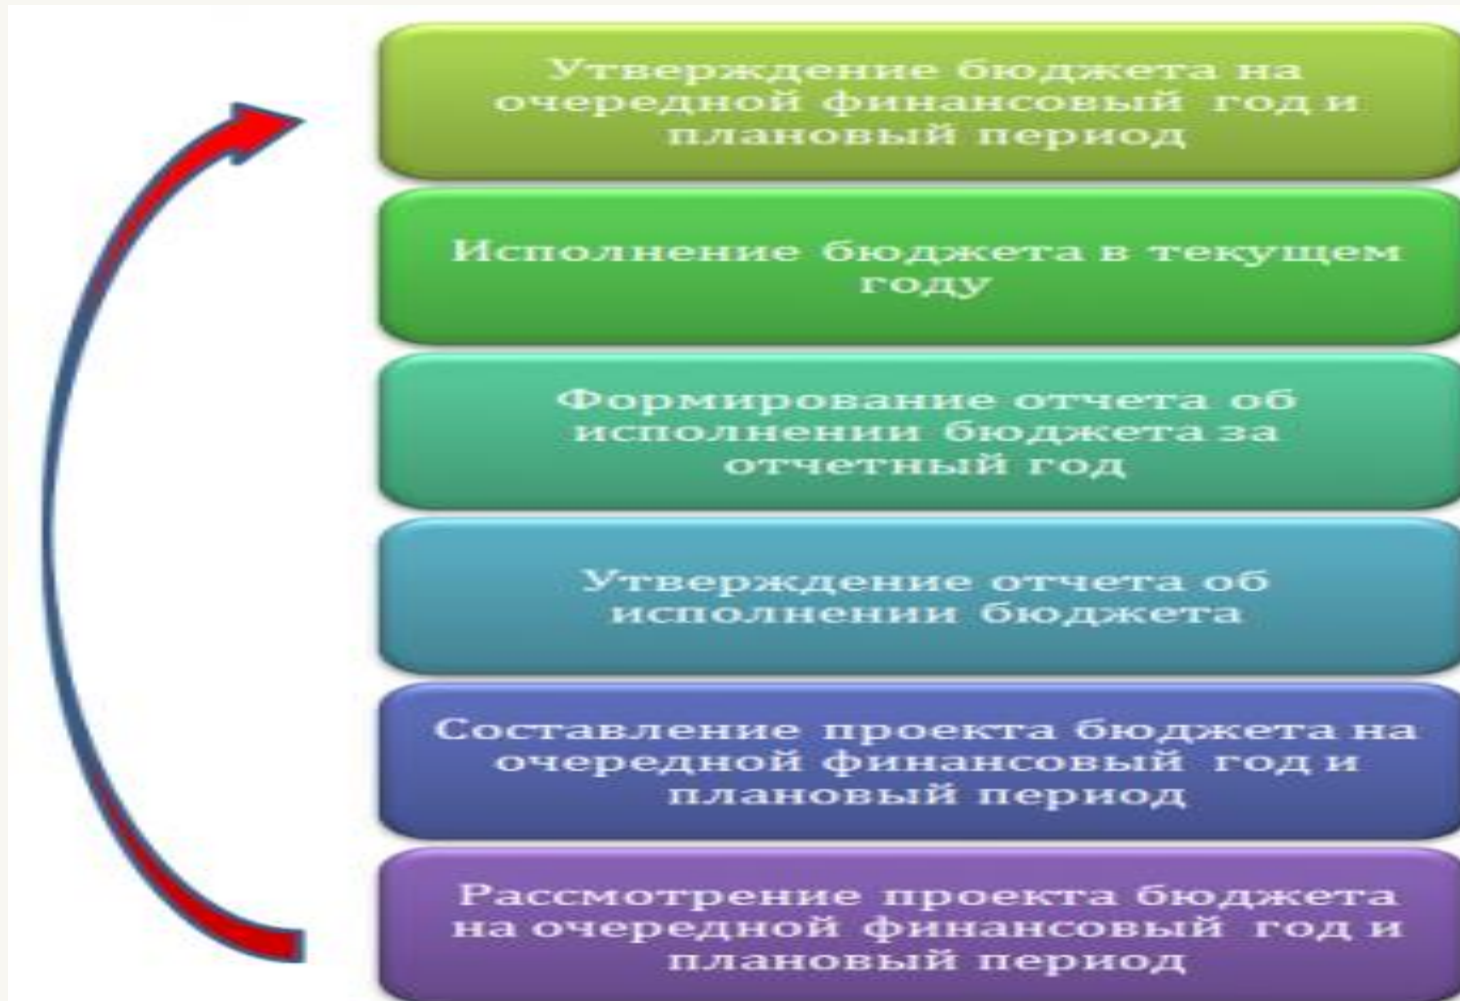 Утверждение бюджета на
очередной финансовый год и
плановый период
Исполнение бюджета в текущем
году
Формирование отчета об
исполнении бюджета за
отчетный год
Утверждение отчета об
исполнении бюджета
Составление проекта бюджета на
очередной финансовый год и
плановый период
Рассмотрение проекта бюджета
на очередной финансовый год и
плановый период